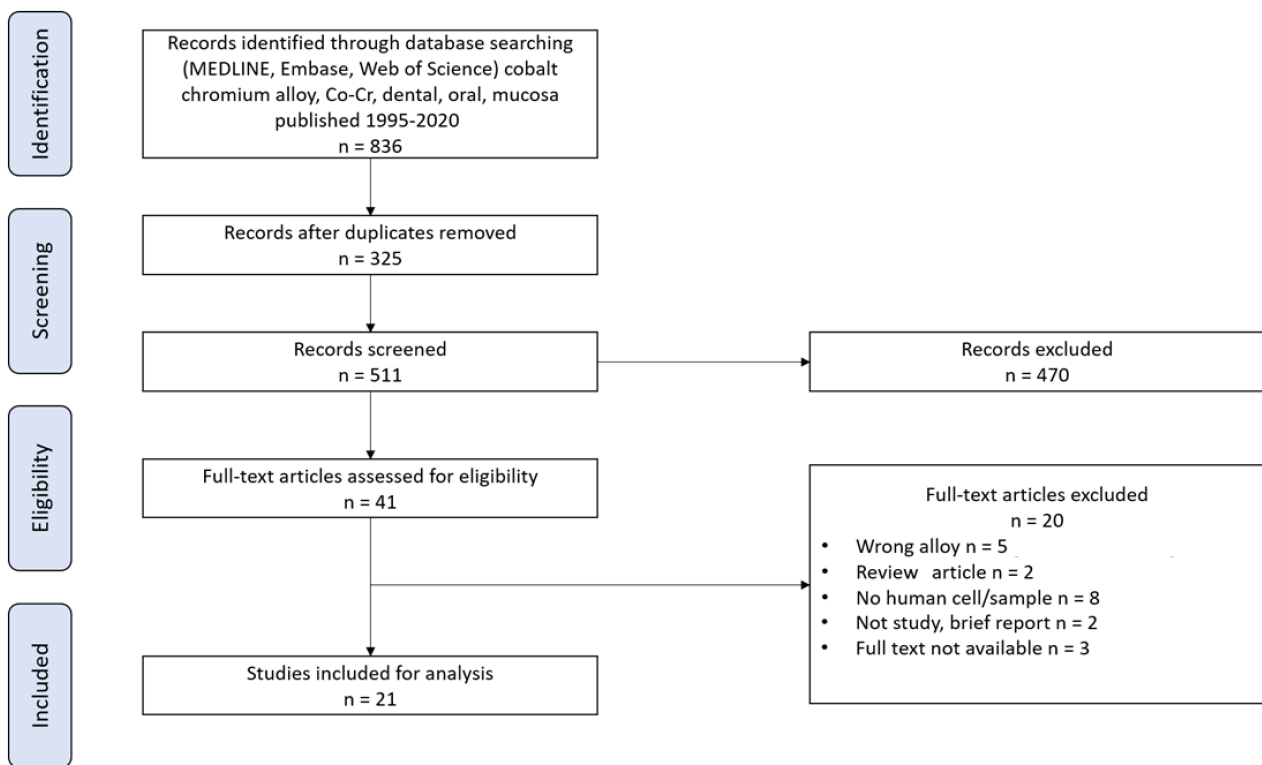 Identification
Records identified through database searching
(MEDLINE, Embase, Web of Science) cobalt
chromium alloy, Co-Cr, dental, oral, mucosa
published 1995-2020
n = 836
Screening
Records after duplicates removed
n = 325
Records screened
n = 511
Records excluded
n = 470
Eligibility
Full-text articles assessed for eligibility
n = 41
Full-text articles excluded
n = 20
• Wrong alloy n = 5
• Review article n = 2
• No human cell/sample n = 8
• Not study, brief report n = 2
• Full text not available n = 3
Included
Studies included for analysis
n = 21